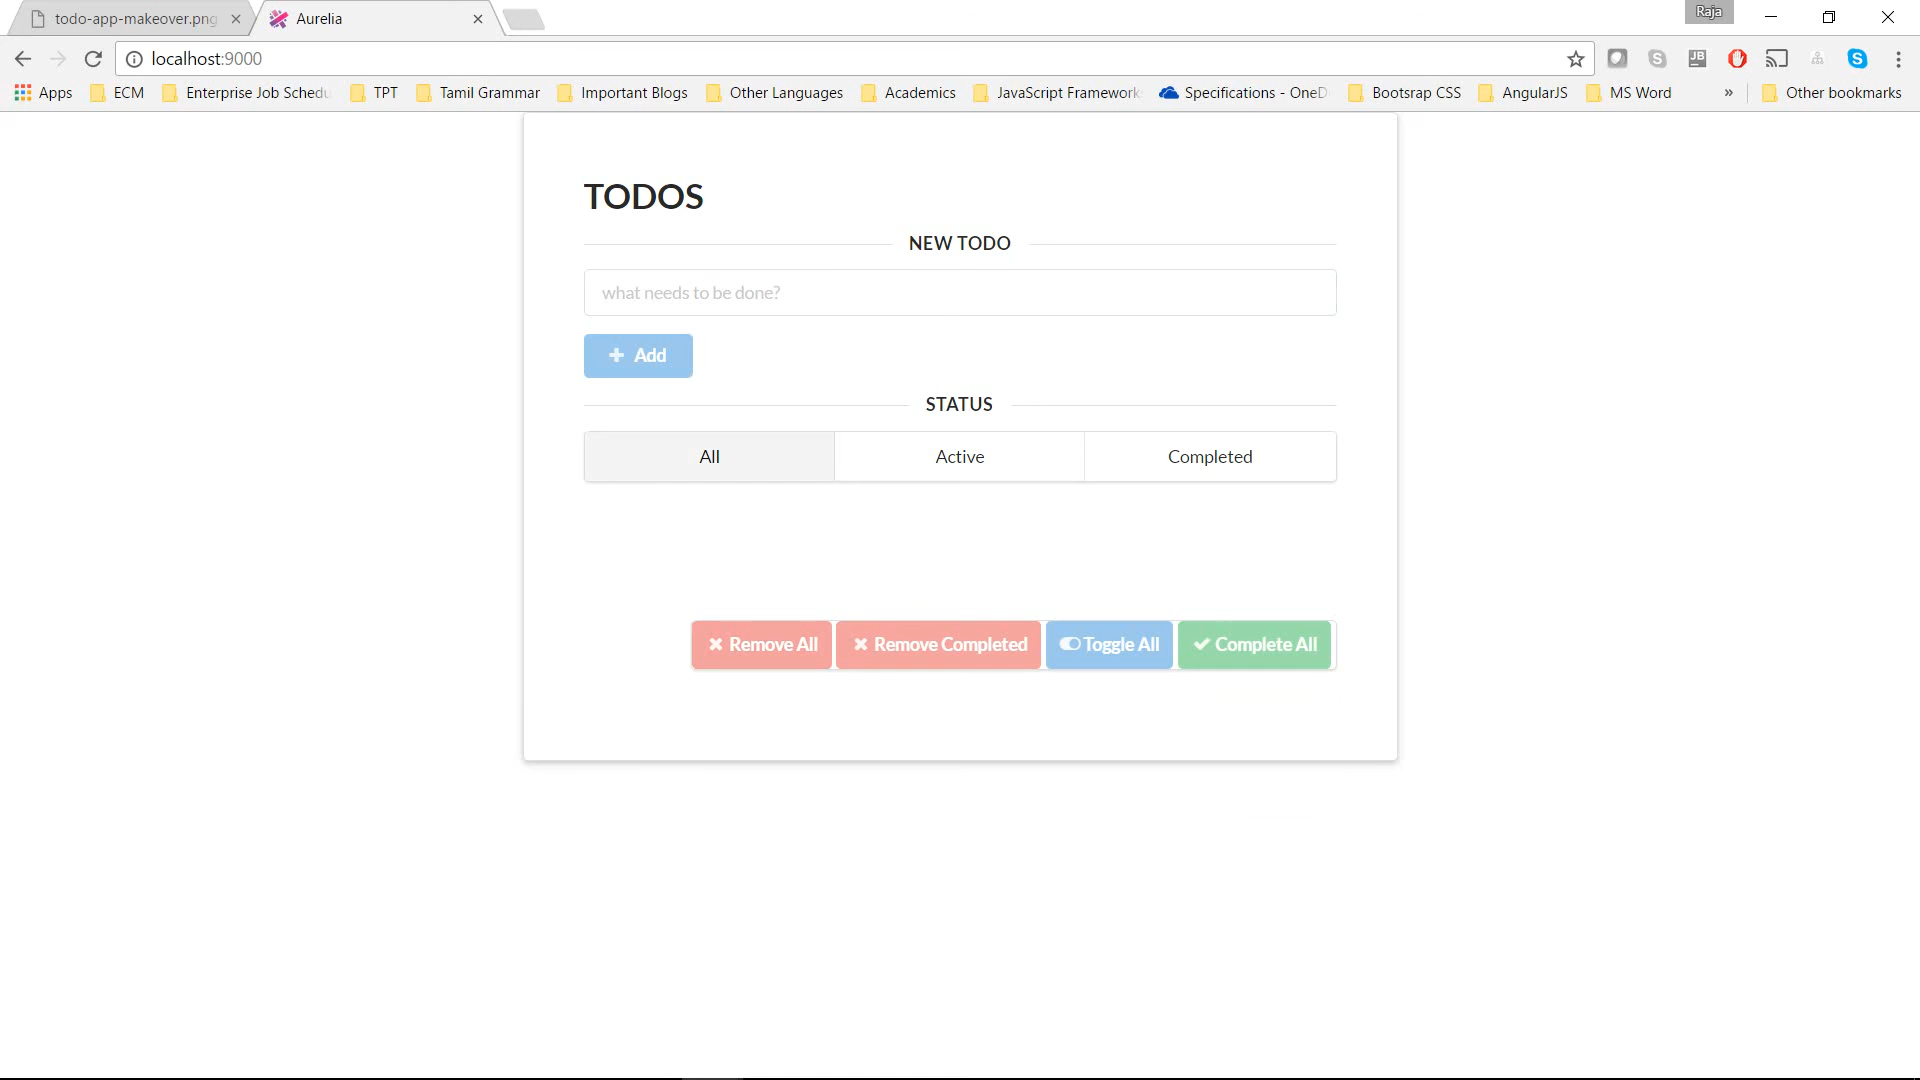 todo-app-makeover.png
Aurelia
Raja
localhost:9000
Apps ECM Enterprise Job Schedu TPT Tamil Grammar Important Blogs Other Languages Academics JavaScript Framework Specifications - OneD Bootsrap CSS AngularJS MS Word » Other bookmarks
TODOS
NEW TODO
what needs to be done?
Add
STATUS
All Active Completed
Remove All Remove Completed Toggle All Complete All